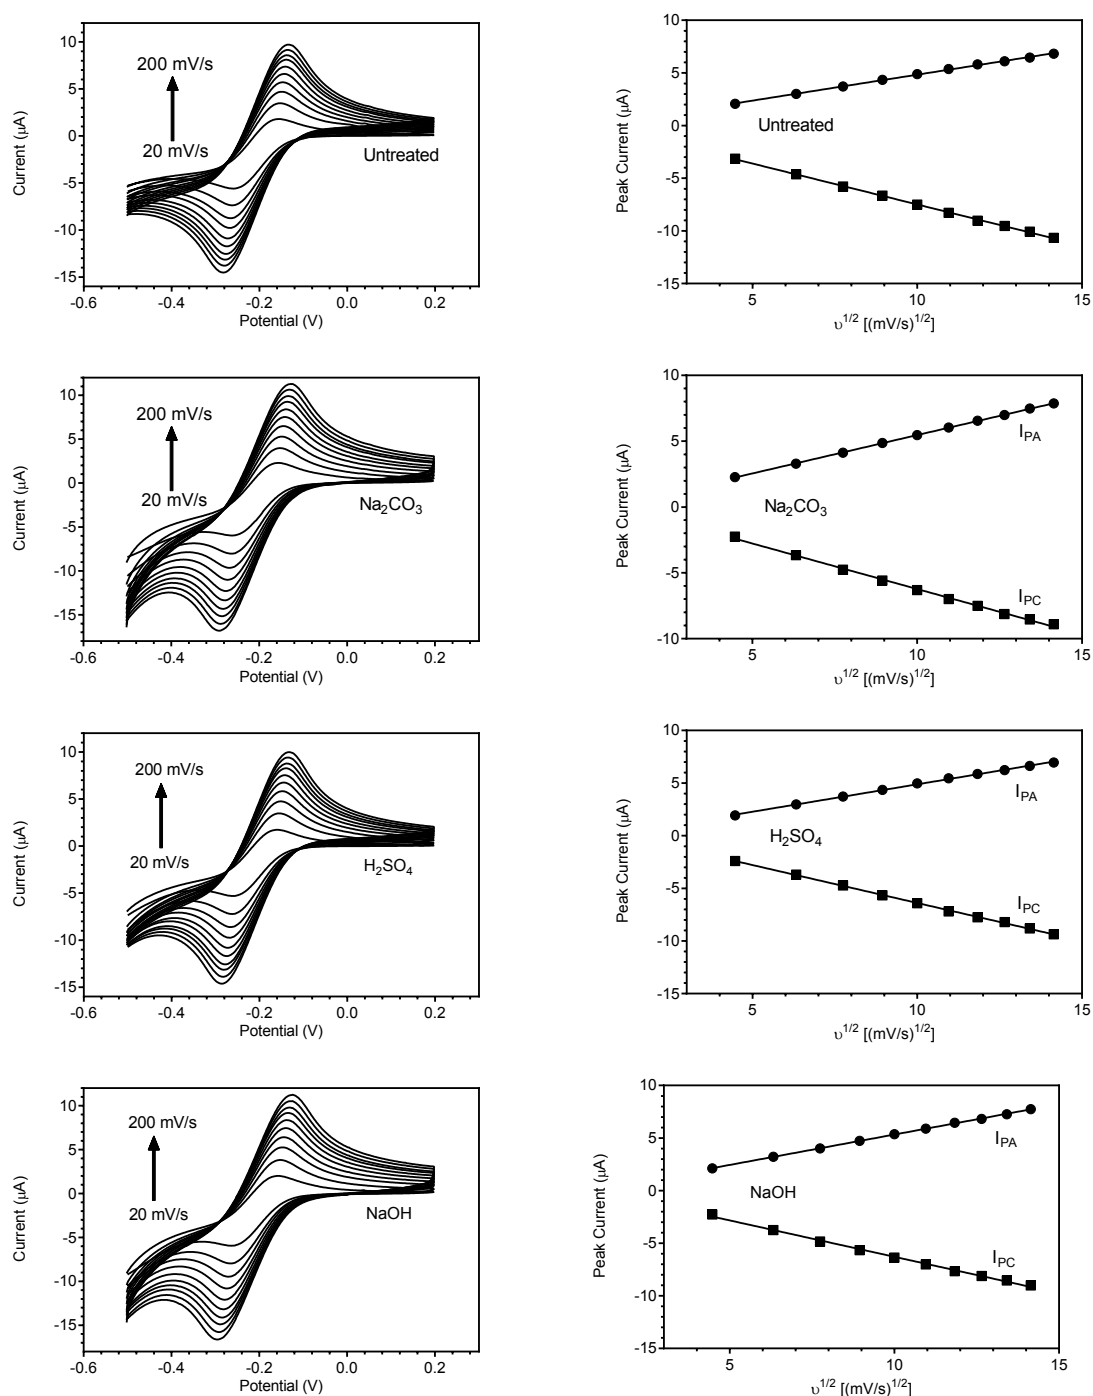 10
5
0
-5
-10
-15
Current (μA)
200 mV/s
20 mV/s
Untreated
-0.6
-0.4
-0.2
0.0
0.2
Potential (V)
10
5
0
-5
-10
-15
Peak Current (μA)
Untreated
5
10
15
υ1/2 [(mV/s)1/2]
10
5
0
-5
-10
-15
Current (μA)
200 mV/s
20 mV/s
Na2CO3
-0.6
-0.4
-0.2
0.0
0.2
Potential (V)
10
5
0
-5
-10
Peak Current (μA)
IPA
Na2CO3
IPC
5
10
15
υ1/2 [(mV/s)1/2]
10
5
0
-5
-10
-15
Current (μA)
200 mV/s
20 mV/s
H2SO4
-0.6
-0.4
-0.2
0.0
0.2
Potential (V)
10
5
0
-5
-10
-15
Peak Current (μA)
IPA
H2SO4
IPC
5
10
15
υ1/2 [(mV/s)1/2]
10
5
0
-5
-10
-15
Current (μA)
200 mV/s
20 mV/s
NaOH
-0.6
-0.4
-0.2
0.0
0.2
Potential (V)
10
5
0
-5
-10
-15
Peak Current (μA)
IPA
NaOH
IPC
5
10
15
υ1/2 [(mV/s)1/2]